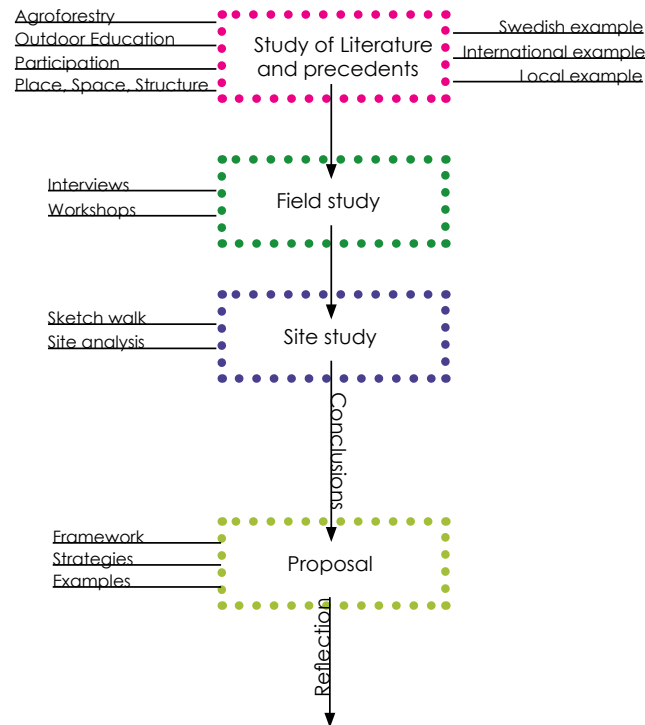 Agroforestry
Outdoor Education
Participation
Place, Space, Structure
Study of Literature
and precedents
Swedish example
International example
Local example
Interviews
Workshops
Field study
Sketch walk
Site analysis
Site study
Conclusions
Framework
Strategies
Examples
Proposal
Reflection